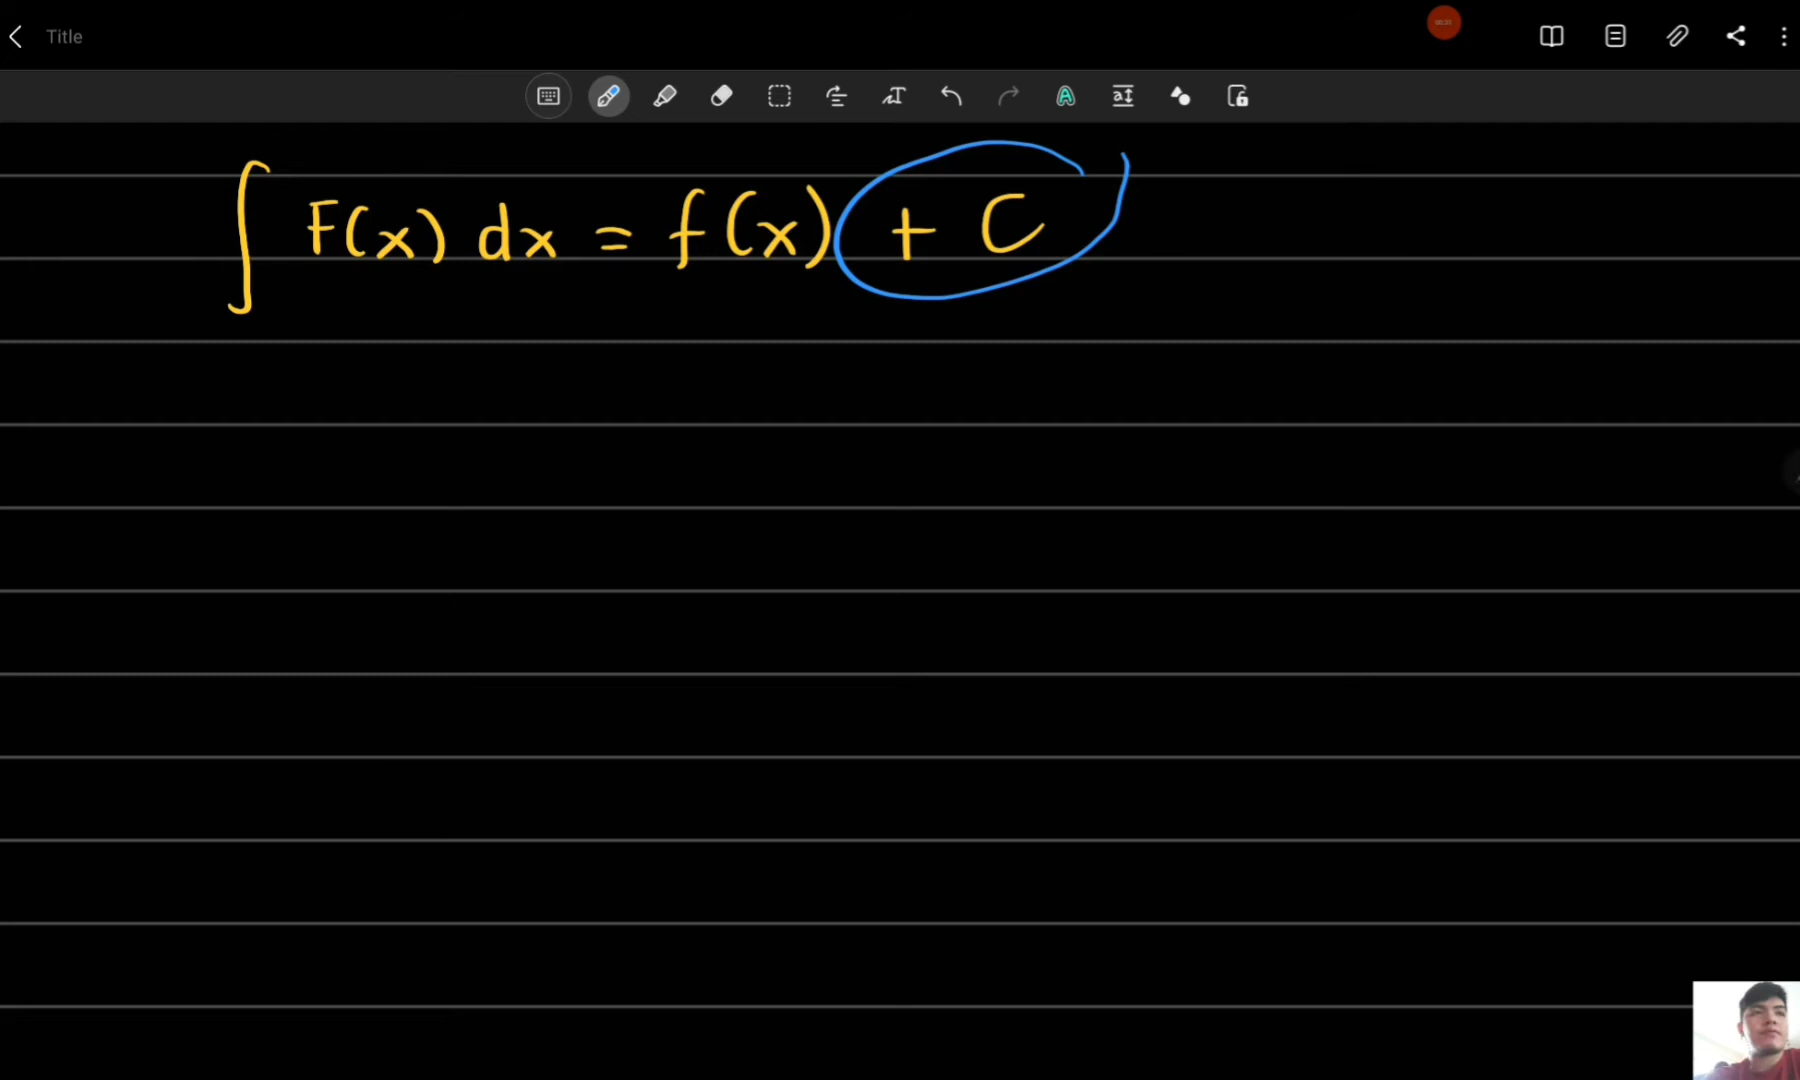 Title
∫ F(x) dx = f(x) + C